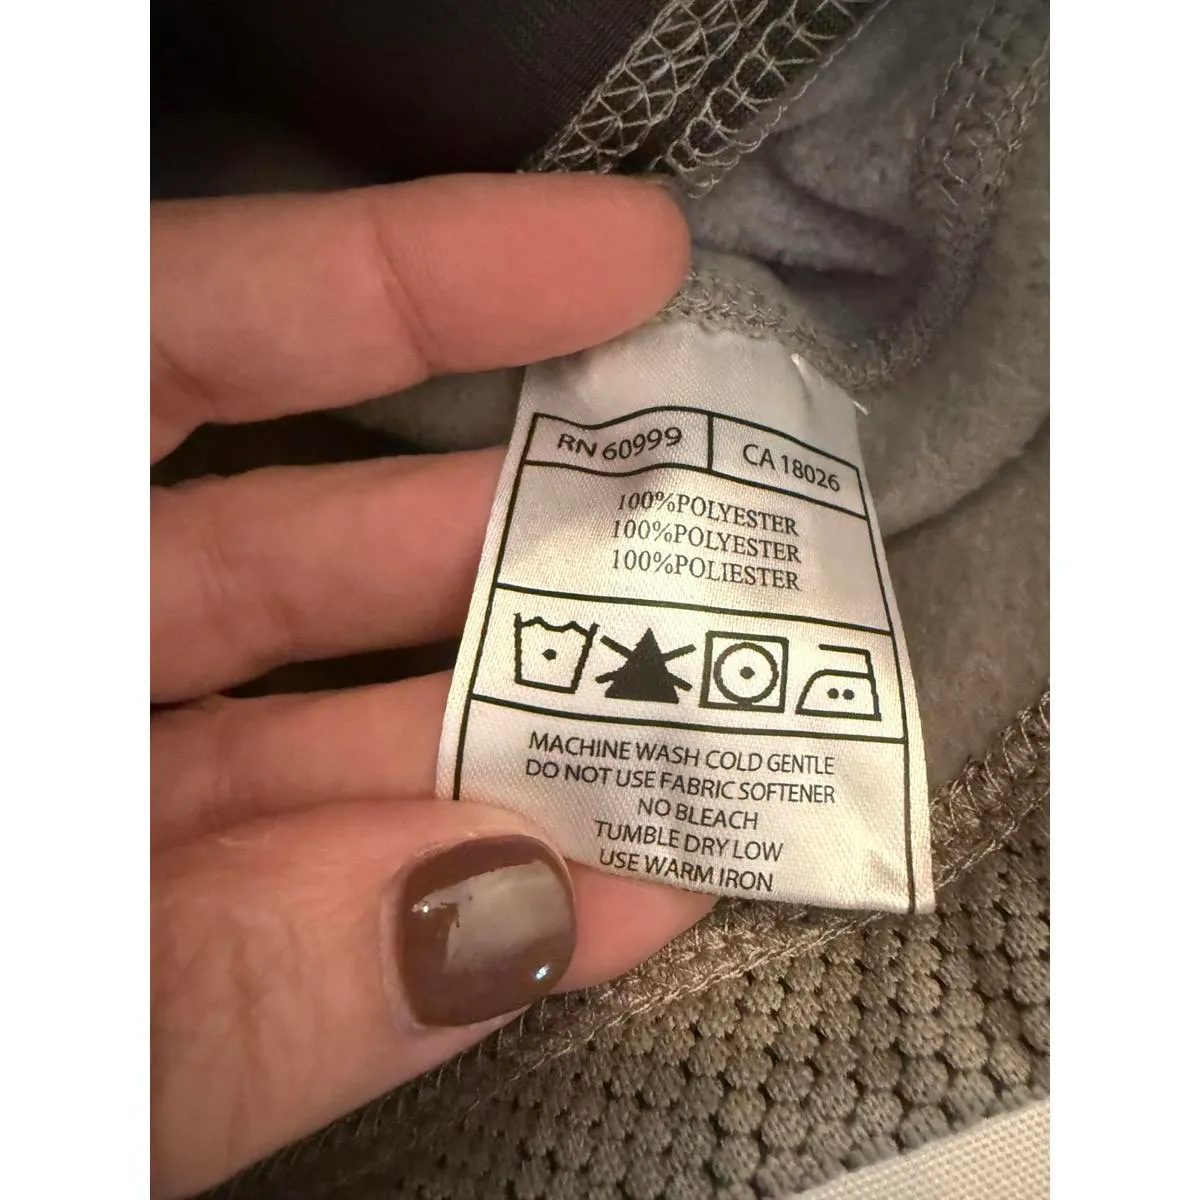 RN 60999
CA 18026
100%POLYESTER
100%POLYESTER
100%POLIESTER
MACHINE WASH COLD GENTLE
DO NOT USE FABRIC SOFTENER
NO BLEACH
TUMBLE DRY LOW
USE WARM IRON